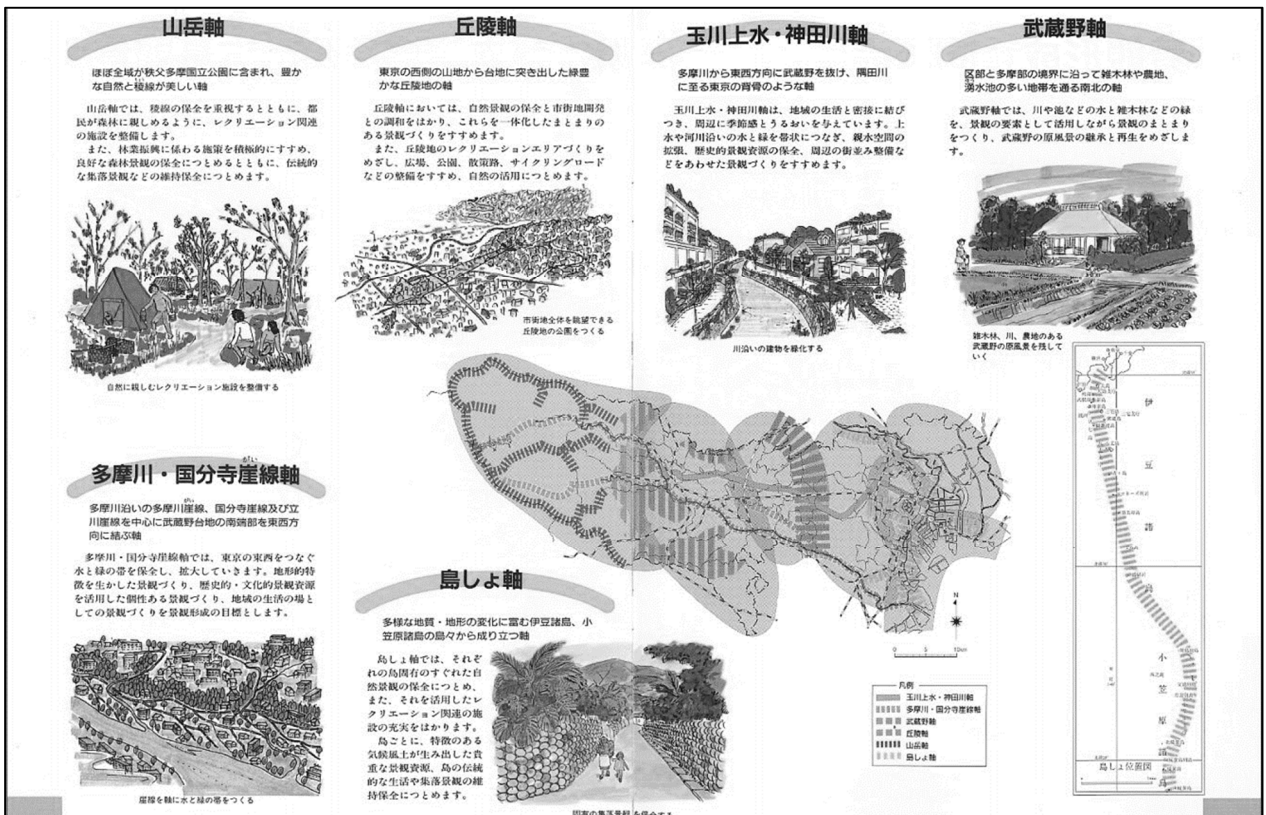 山岳軸
ほぼ全域が秩父多摩国立公園に含まれ、豊か
な自然と稜線が美しい軸
山岳軸では、稜線の保全を重視するとともに、都
民が森林に親しめるように、レクリエーション関連
の施設を整備します。
また、林業振興に係わる施策を積極的にすすめ、
良好な森林景観の保全につとめるとともに、伝統的
な集落景観などの維持保全につとめます。
自然に親しむレクリエーション施設を整備する
丘陵軸
東京の西側の山地から台地に突き出した緑豊
かな丘陵地の軸
丘陵軸においては、自然景観の保全と市街地開発
との調和をはかり、これらを一体化したまとまりの
ある景観づくりをすすめます。
また、丘陵地のレクリエーションエリアづくりを
めざし、広場、公園、散策路、サイクリングロード
などの整備をすすめ、自然の活用につとめます。
市街地全体を眺望できる
丘陵地の公園をつくる
玉川上水・神田川軸
多摩川から東西方向に武蔵野を抜け、隅田川
に至る東京の背骨のような軸
玉川上水・神田川軸は、地域の生活と密接に結び
つき、周辺に季節感とうるおいを与えています。上
水や河川沿いの水と緑を帯状につなぎ、親水空間の
拡張、歴史的景観資源の保全、周辺の街並み整備な
どをあわせた景観づくりをすすめます。
川沿いの建物を緑化する
武蔵野軸
区部と多摩部の境界に沿って雑木林や農地、
湧水池の多い地帯を通る南北の軸
武蔵野軸では、川や池などの水と雑木林などの緑
を、景観の要素として活用しながら景観のまとまり
をつくり、武蔵野の原風景の継承と再生をめざしま
す。
雑木林、川、農地のある
武蔵野の原風景を残して
いく
多摩川・国分寺崖線軸
がい
多摩川沿いの多摩川崖線、国分寺崖線及び立
川崖線を中心に武蔵野台地の南端部を東西方
向に結ぶ軸
多摩川・国分寺崖線軸では、東京の東西をつなぐ
水と緑の帯を保全し、拡大していきます。地形的特
徴を生かした景観づくり、歴史的・文化的景観資源
を活用した個性ある景観づくり、地域の生活の場と
しての景観づくりを景観形成の目標とします。
崖線を軸に水と緑の帯をつくる
島しょ軸
多様な地質・地形の変化に富む伊豆諸島、小
笠原諸島の島々から成り立つ軸
島しょ軸では、それぞ
れの島固有のすぐれた自
然景観の保全につとめ、
また、それを活用したレ
クリエーション関連の施
設の充実をはかります。
島ごとに、特徴のある
気候風土が生み出した貴
重な景観資源、島の伝統
的な生活や集落景観の維
持保全につとめます。
N
0 5 10km
凡例
玉川上水・神田川軸
多摩川・国分寺崖線軸
武蔵野軸
丘陵軸
山岳軸
島しょ軸
伊豆諸島
小笠原
島しょ位置図